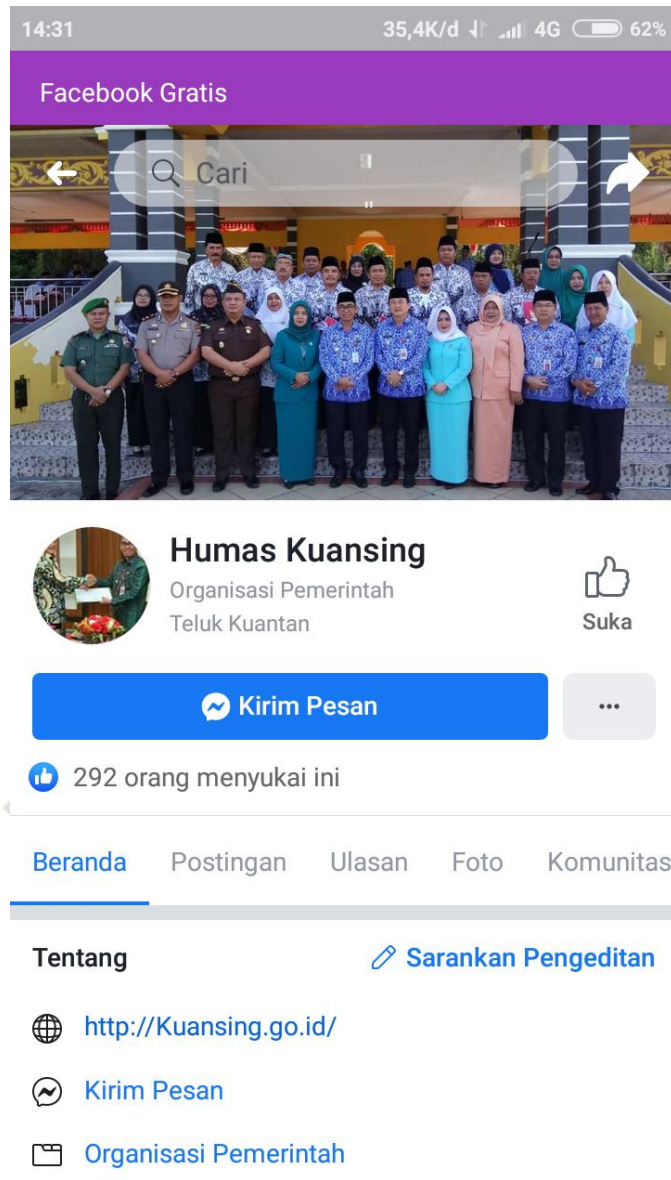 14:31 35,4K/d 4G 62%
Facebook Gratis
Cari
Humas Kuansing
Organisasi Pemerintah
Teluk Kuantan
Suka
Kirim Pesan
292 orang menyukai ini
Beranda Postingan Ulasan Foto Komunitas
Tentang Sarankan Pengeditan
http://Kuansing.go.id/
Kirim Pesan
Organisasi Pemerintah